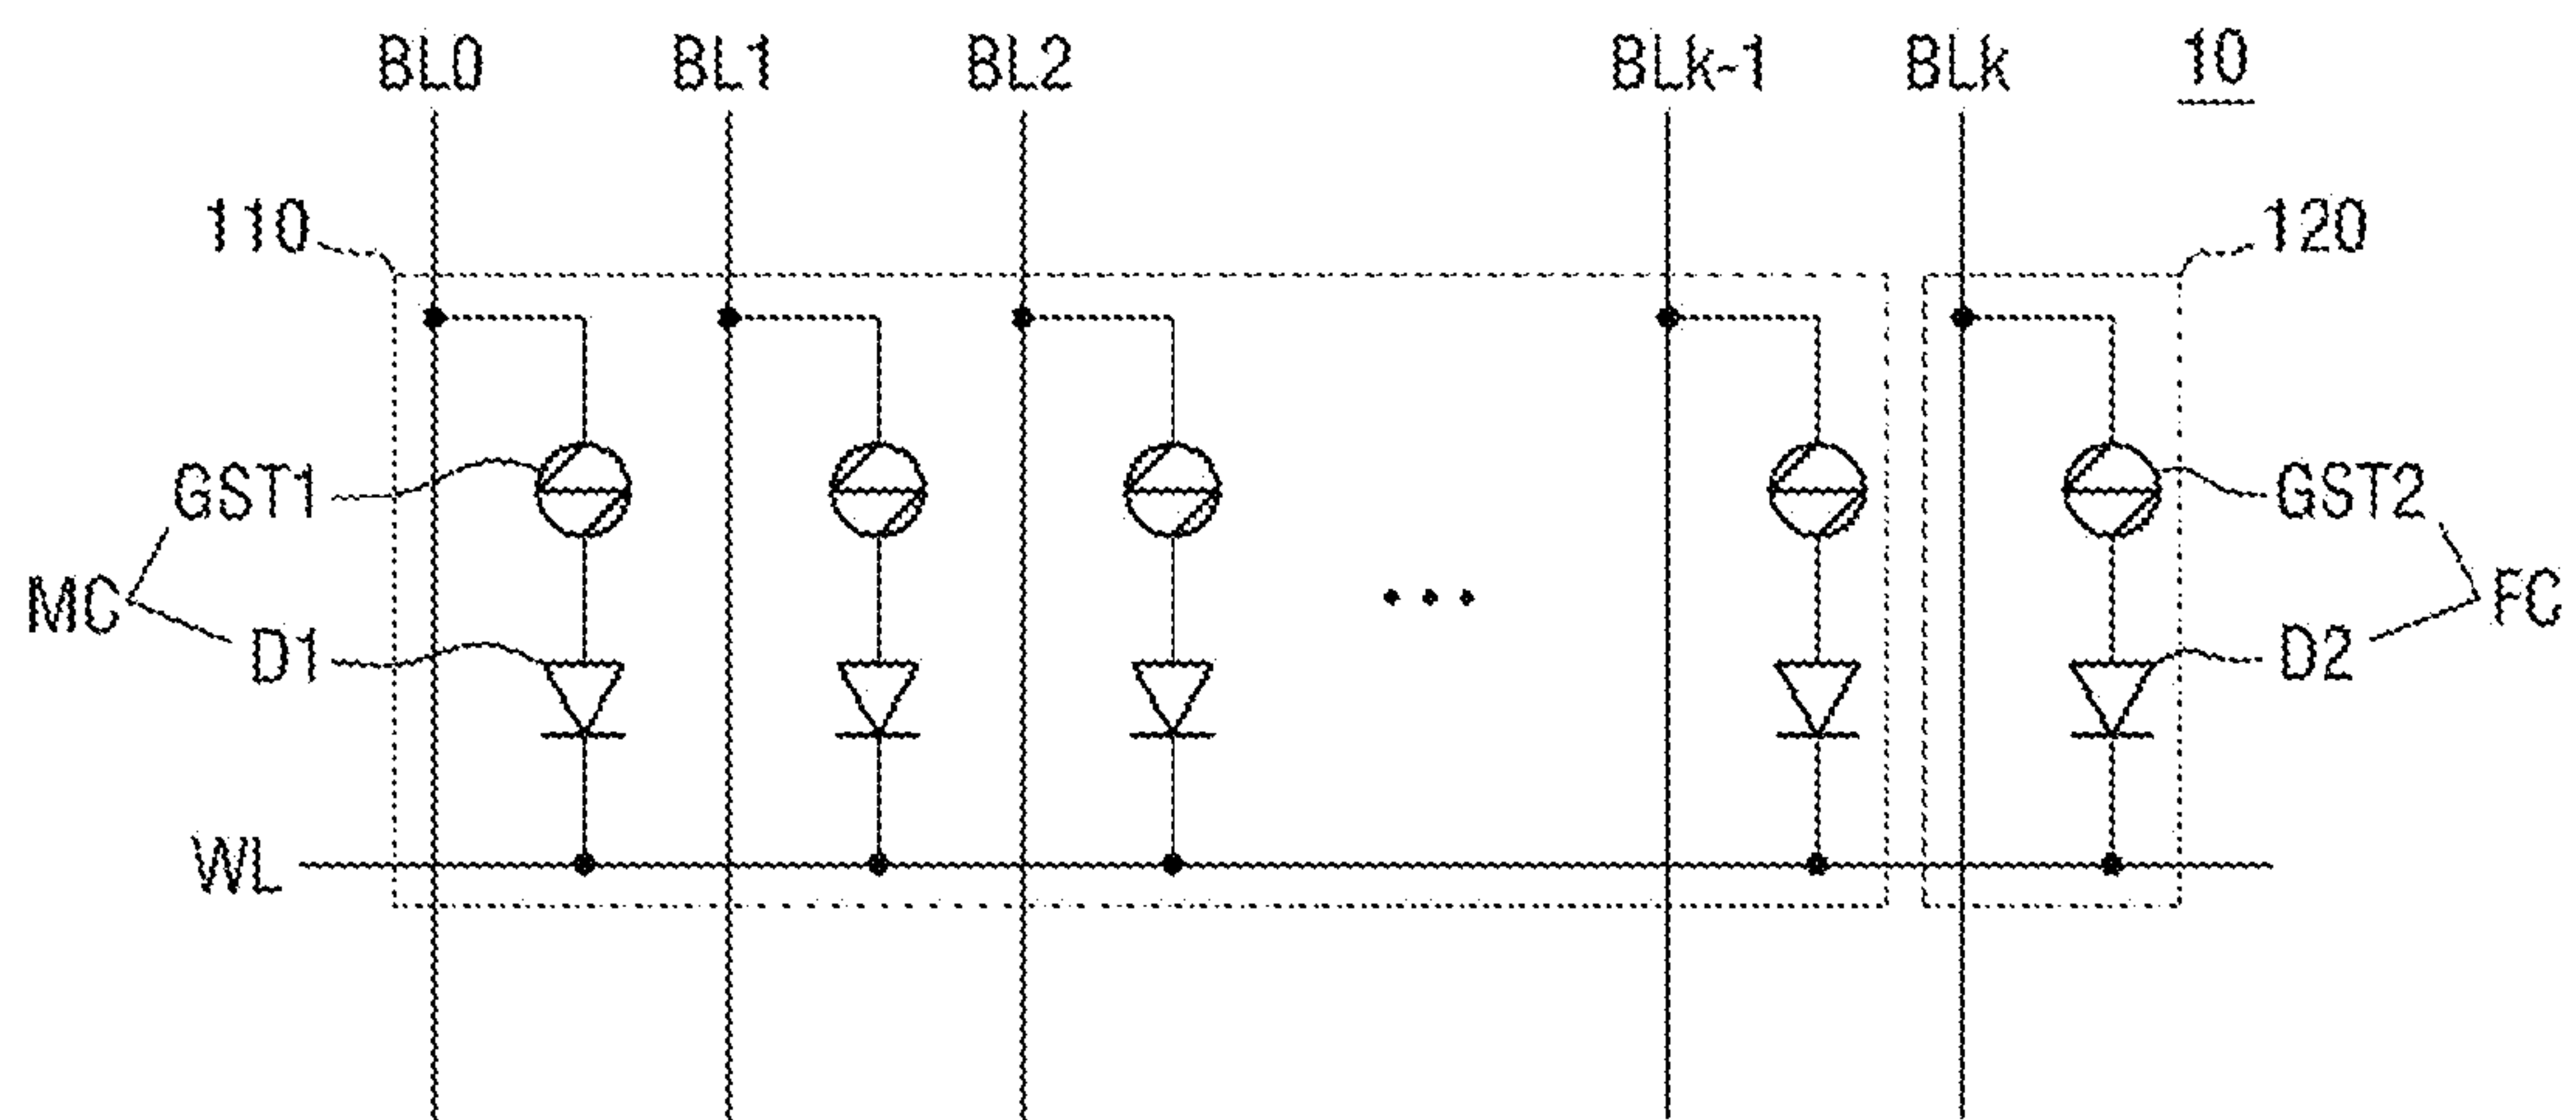 BL0 BL1 BL2 BLk-1 BLk 10
110 120
GST1 GST2
MC FC
D1 D2
WL